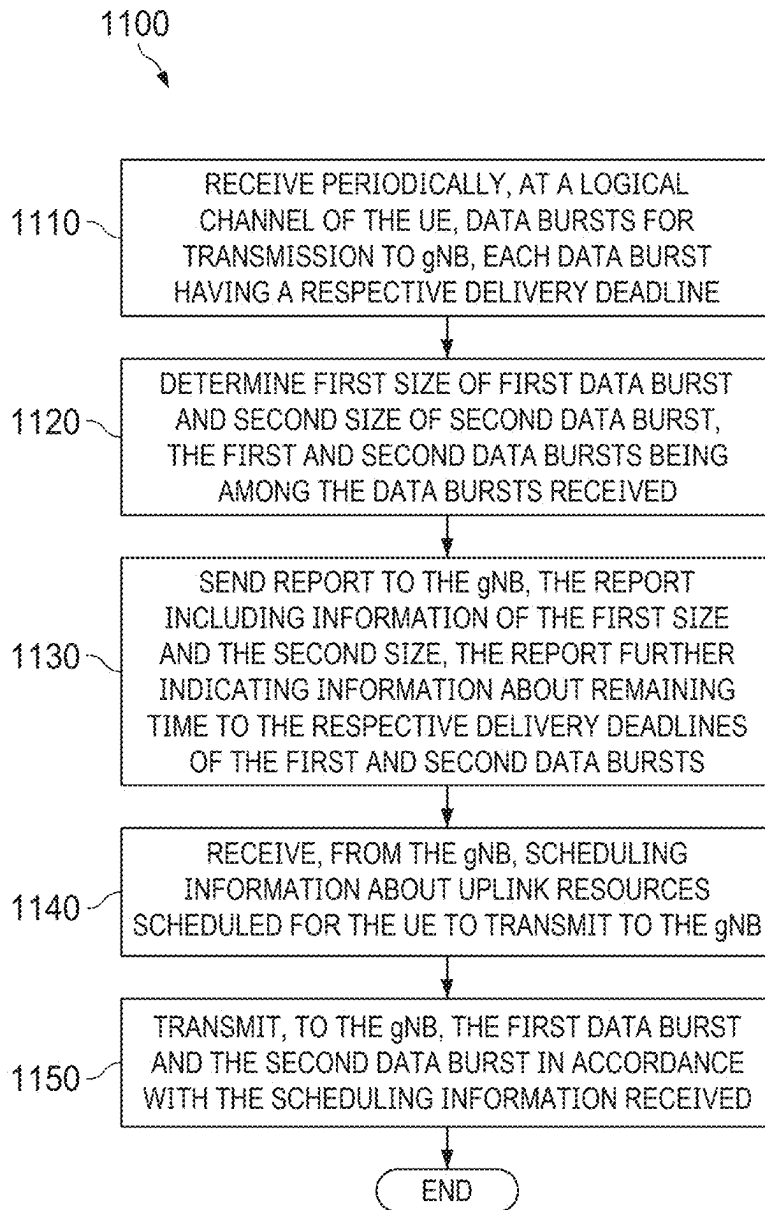 1100
1110
RECEIVE PERIODICALLY, AT A LOGICAL
CHANNEL OF THE UE, DATA BURSTS FOR
TRANSMISSION TO gNB, EACH DATA BURST
HAVING A RESPECTIVE DELIVERY DEADLINE
1120
DETERMINE FIRST SIZE OF FIRST DATA BURST
AND SECOND SIZE OF SECOND DATA BURST,
THE FIRST AND SECOND DATA BURSTS BEING
AMONG THE DATA BURSTS RECEIVED
1130
SEND REPORT TO THE gNB, THE REPORT
INCLUDING INFORMATION OF THE FIRST SIZE
AND THE SECOND SIZE, THE REPORT FURTHER
INDICATING INFORMATION ABOUT REMAINING
TIME TO THE RESPECTIVE DELIVERY DEADLINES
OF THE FIRST AND SECOND DATA BURSTS
1140
RECEIVE, FROM THE gNB, SCHEDULING
INFORMATION ABOUT UPLINK RESOURCES
SCHEDULED FOR THE UE TO TRANSMIT TO THE gNB
1150
TRANSMIT, TO THE gNB, THE FIRST DATA BURST
AND THE SECOND DATA BURST IN ACCORDANCE
WITH THE SCHEDULING INFORMATION RECEIVED
END